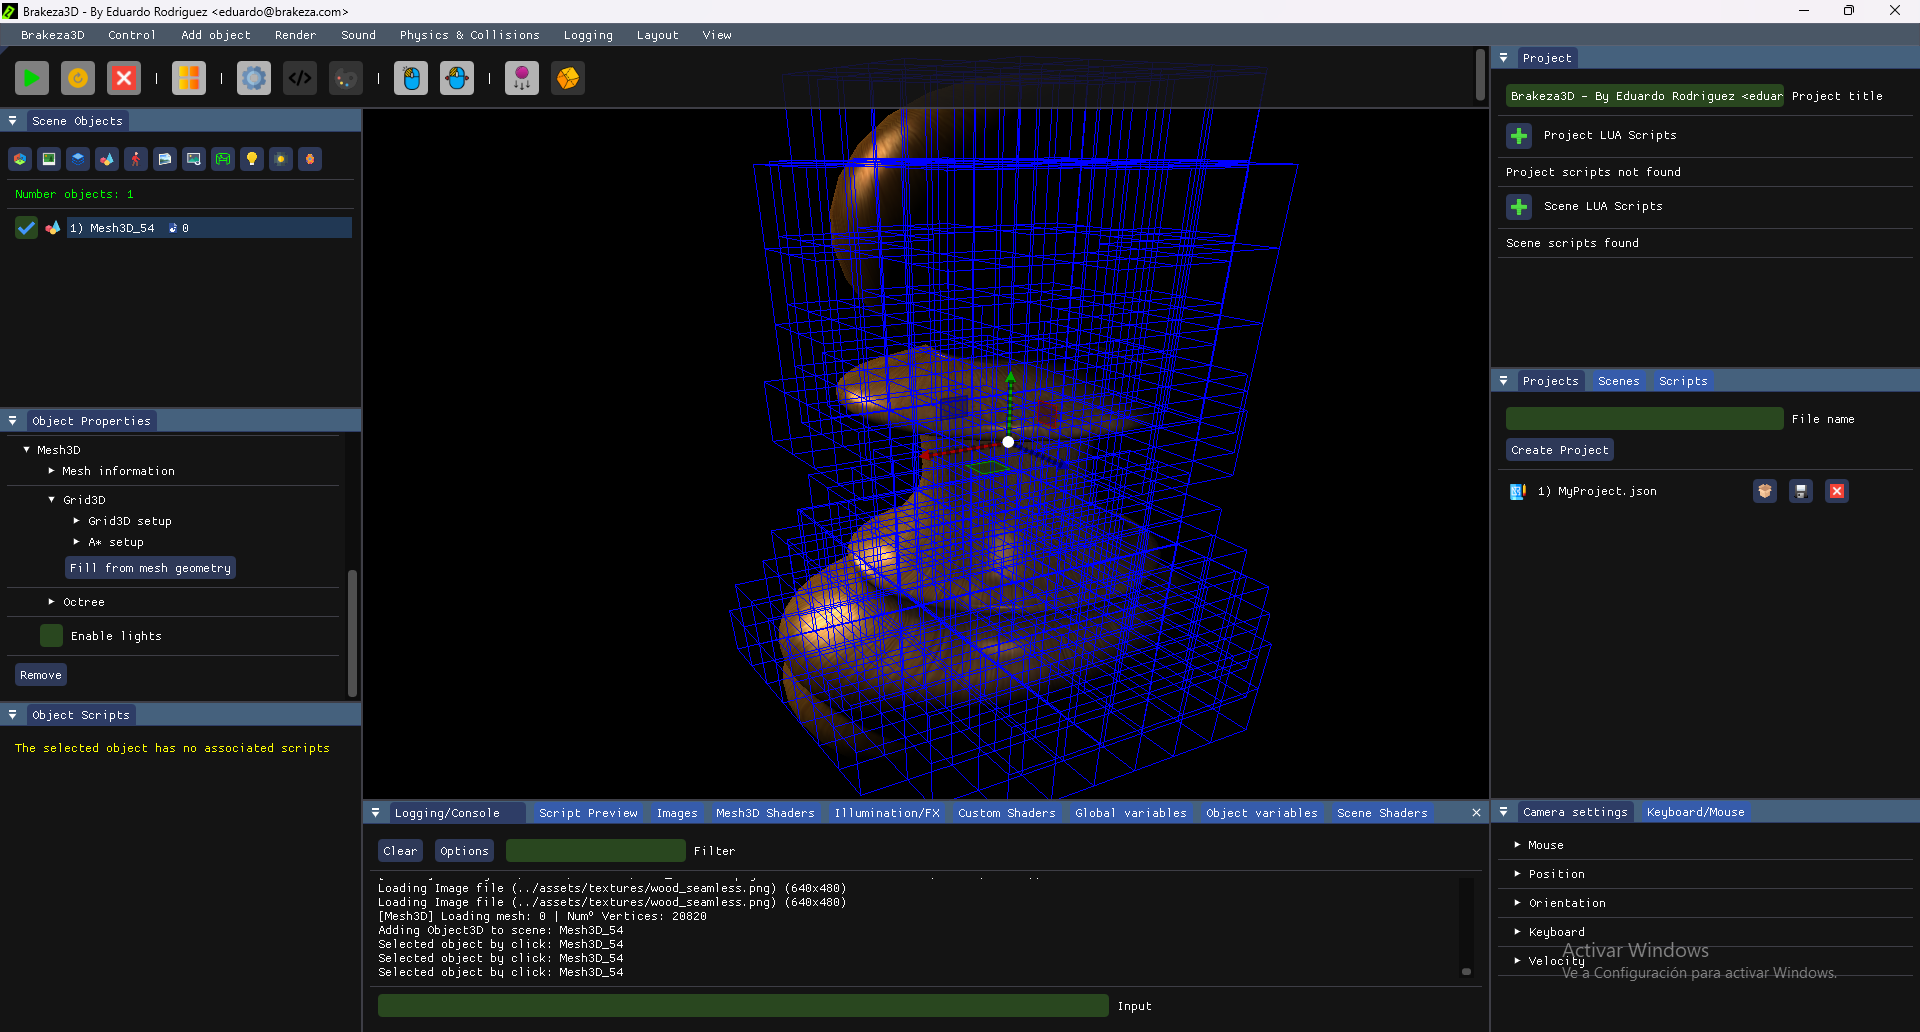 Brakeza3D - By Eduardo Rodriguez <eduardo@brakeza.com>
Brakeza3D Control Add object Render Sound Physics & Collisions Logging Layout View
Scene Objects
Number objects: 1
1) Mesh3D_54 0
Object Properties
Mesh3D
Mesh information
Grid3D
Grid3D setup
A* setup
Fill from mesh geometry
Octree
Enable lights
Remove
Object Scripts
The selected object has no associated scripts
Logging/Console Script Preview Images Mesh3D Shaders Illumination/FX Custom Shaders Global variables Object variables Scene Shaders
Clear Options Filter
Loading Image file (../assets/textures/wood_seamless.png) (640x480)
Loading Image file (../assets/textures/wood_seamless.png) (640x480)
[Mesh3D] Loading mesh: 0 | Numº Vertices: 20820
Adding Object3D to scene: Mesh3D_54
Selected object by click: Mesh3D_54
Selected object by click: Mesh3D_54
Selected object by click: Mesh3D_54
Input
Project
Brakeza3D - By Eduardo Rodriguez <eduar Project title
Project LUA Scripts
Project scripts not found
Scene LUA Scripts
Scene scripts found
Projects Scenes Scripts
File name
Create Project
1) MyProject.json
Camera settings Keyboard/Mouse
Mouse
Position
Orientation
Keyboard
Velocity
Activar Windows
Ve a Configuración para activar Windows.